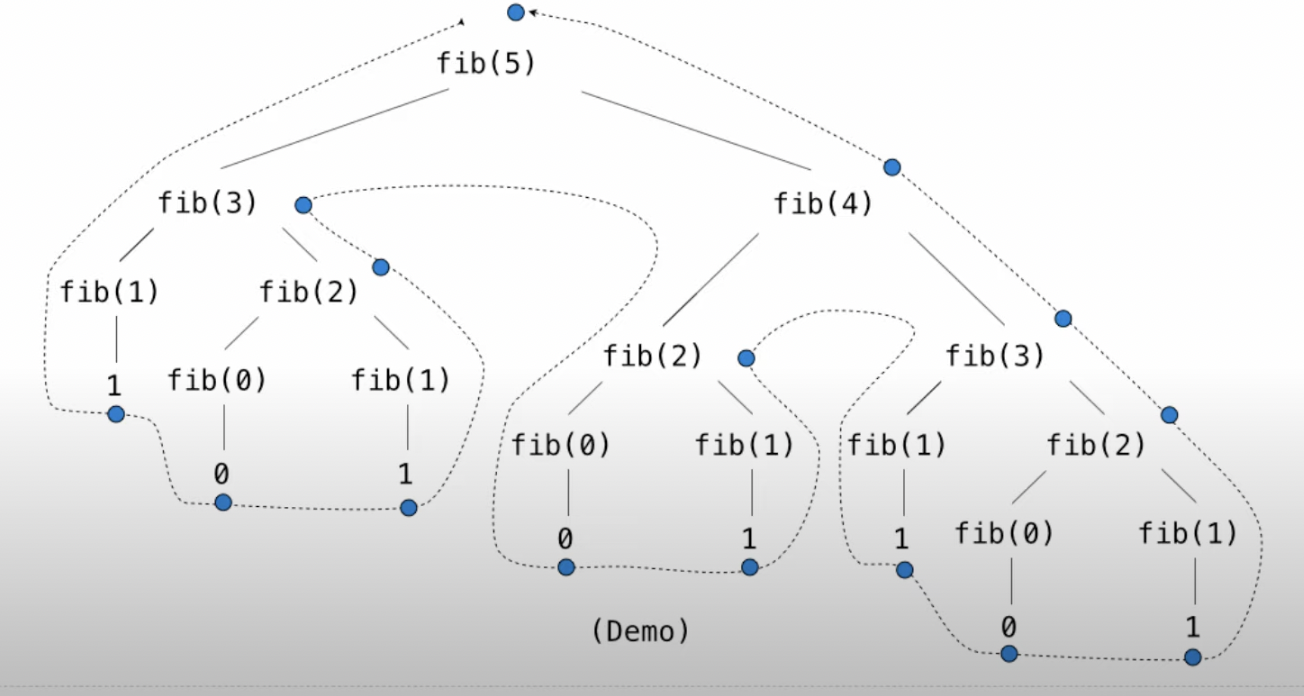 fib(5)
fib(3) fib(4)
fib(1) fib(2)
fib(2) fib(3)
1 fib(0) fib(1)
fib(0) fib(1) fib(1) fib(2)
0 1
0 1 1 fib(0) fib(1)
(Demo) 0 1